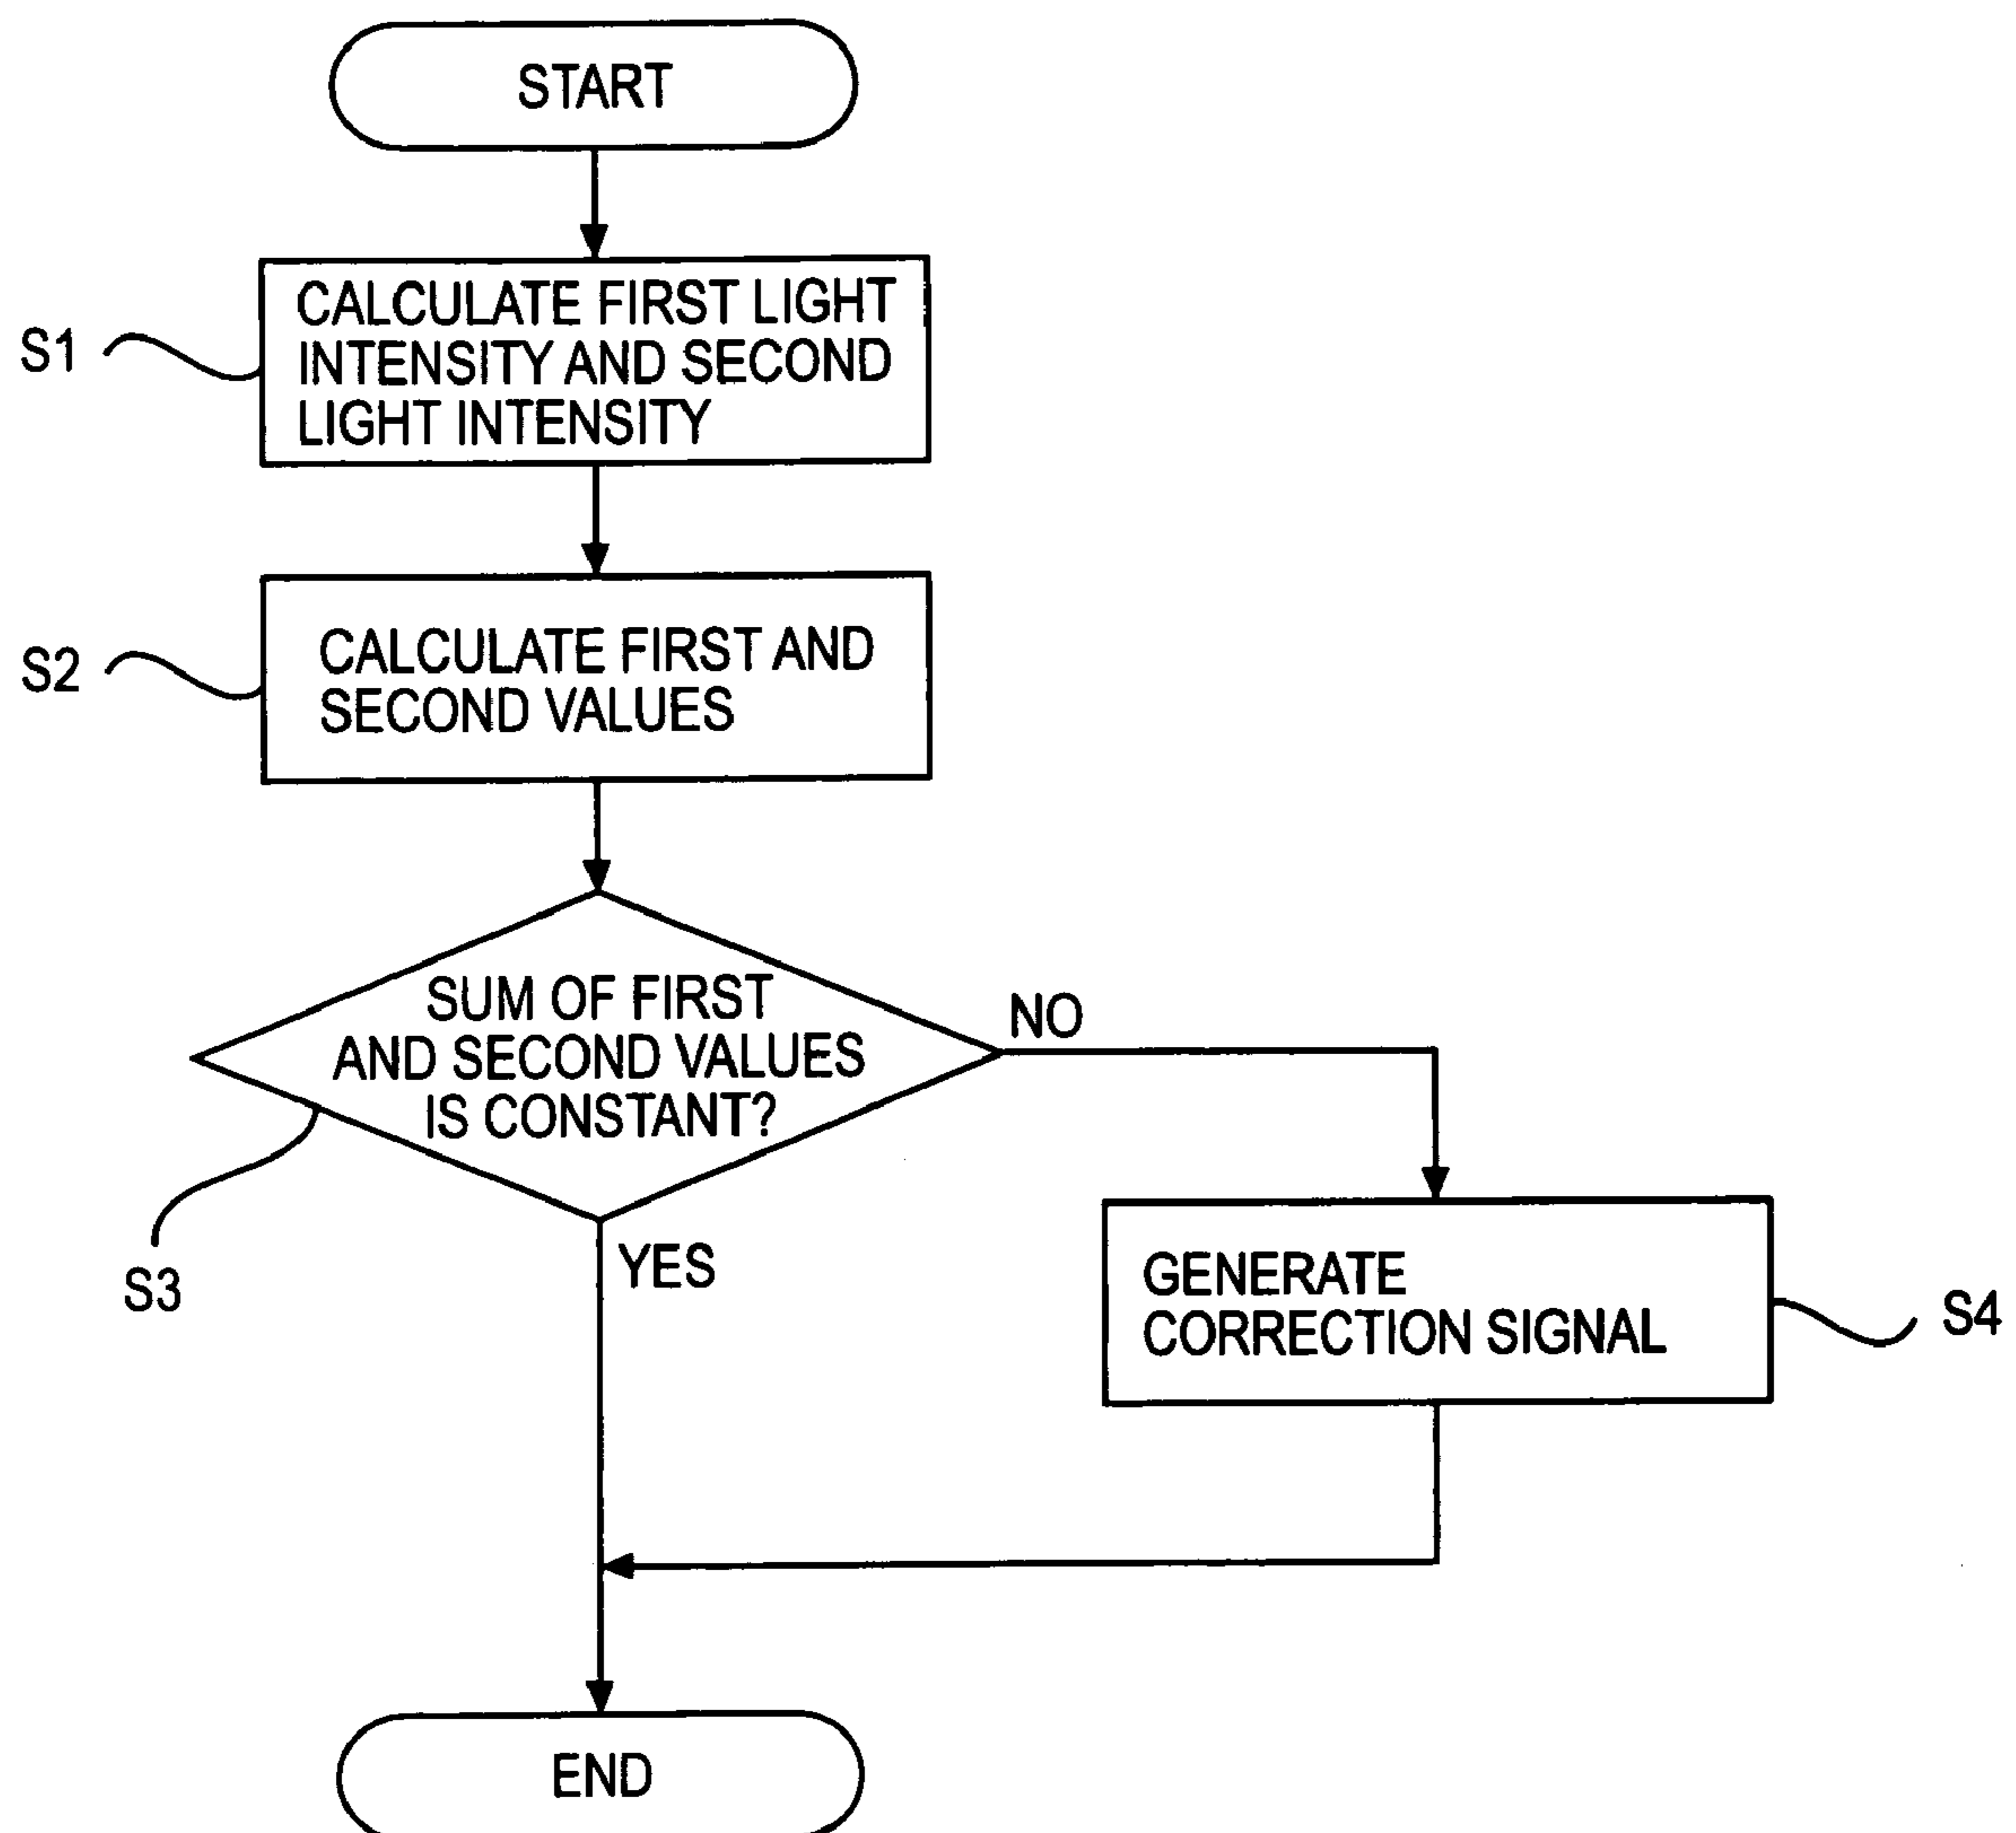 START
S1
CALCULATE FIRST LIGHT
INTENSITY AND SECOND
LIGHT INTENSITY
S2
CALCULATE FIRST AND
SECOND VALUES
SUM OF FIRST
AND SECOND VALUES
IS CONSTANT?
NO
S3
YES
GENERATE
CORRECTION SIGNAL
S4
END